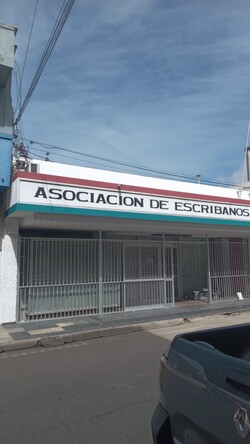 ASOCIACION DE ESCRIBANOS